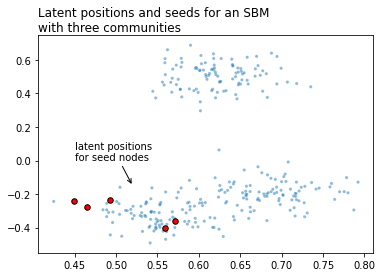 Latent positions and seeds for an SBM
with three communities
0.6
0.4
0.2
0.0
−0.2
−0.4
latent positions
for seed nodes
0.45 0.50 0.55 0.60 0.65 0.70 0.75 0.80